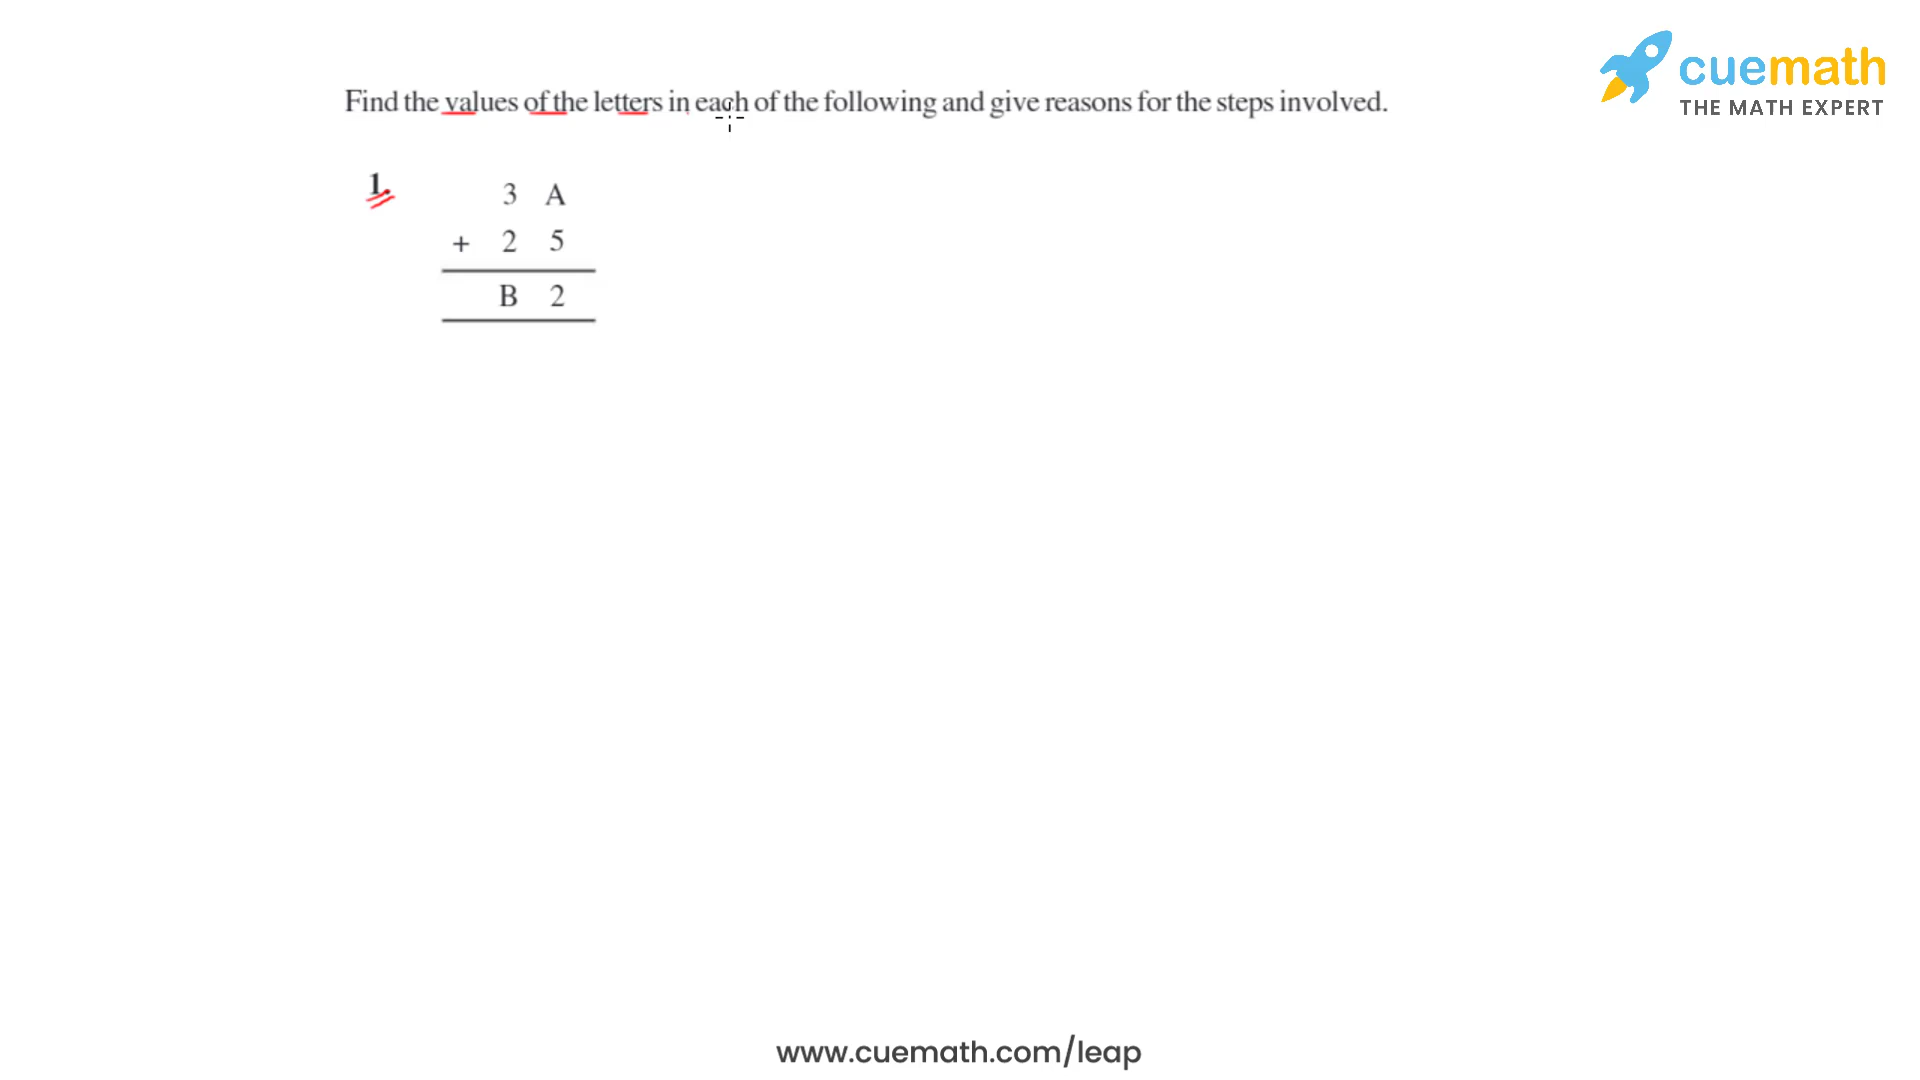 cuemath
THE MATH EXPERT
Find the values of the letters in each of the following and give reasons for the steps involved.
1.
3 A
+ 2 5
B 2
www.cuemath.com/leap